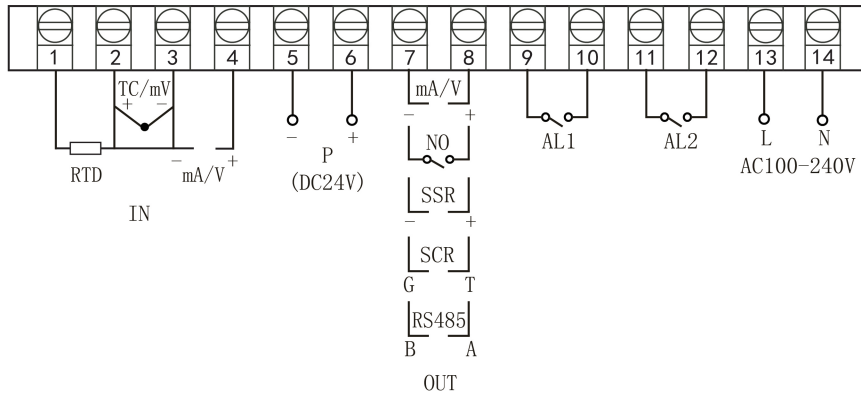 1 2 3 4 5 6 7 8 9 10 11 12 13 14
TC/mV
+ −
RTD
− mA/V +
IN
− +
P
(DC24V)
mA/V
− +
NO
SSR
− +
SCR
G T
RS485
B A
OUT
AL1
AL2
L N
AC100-240V